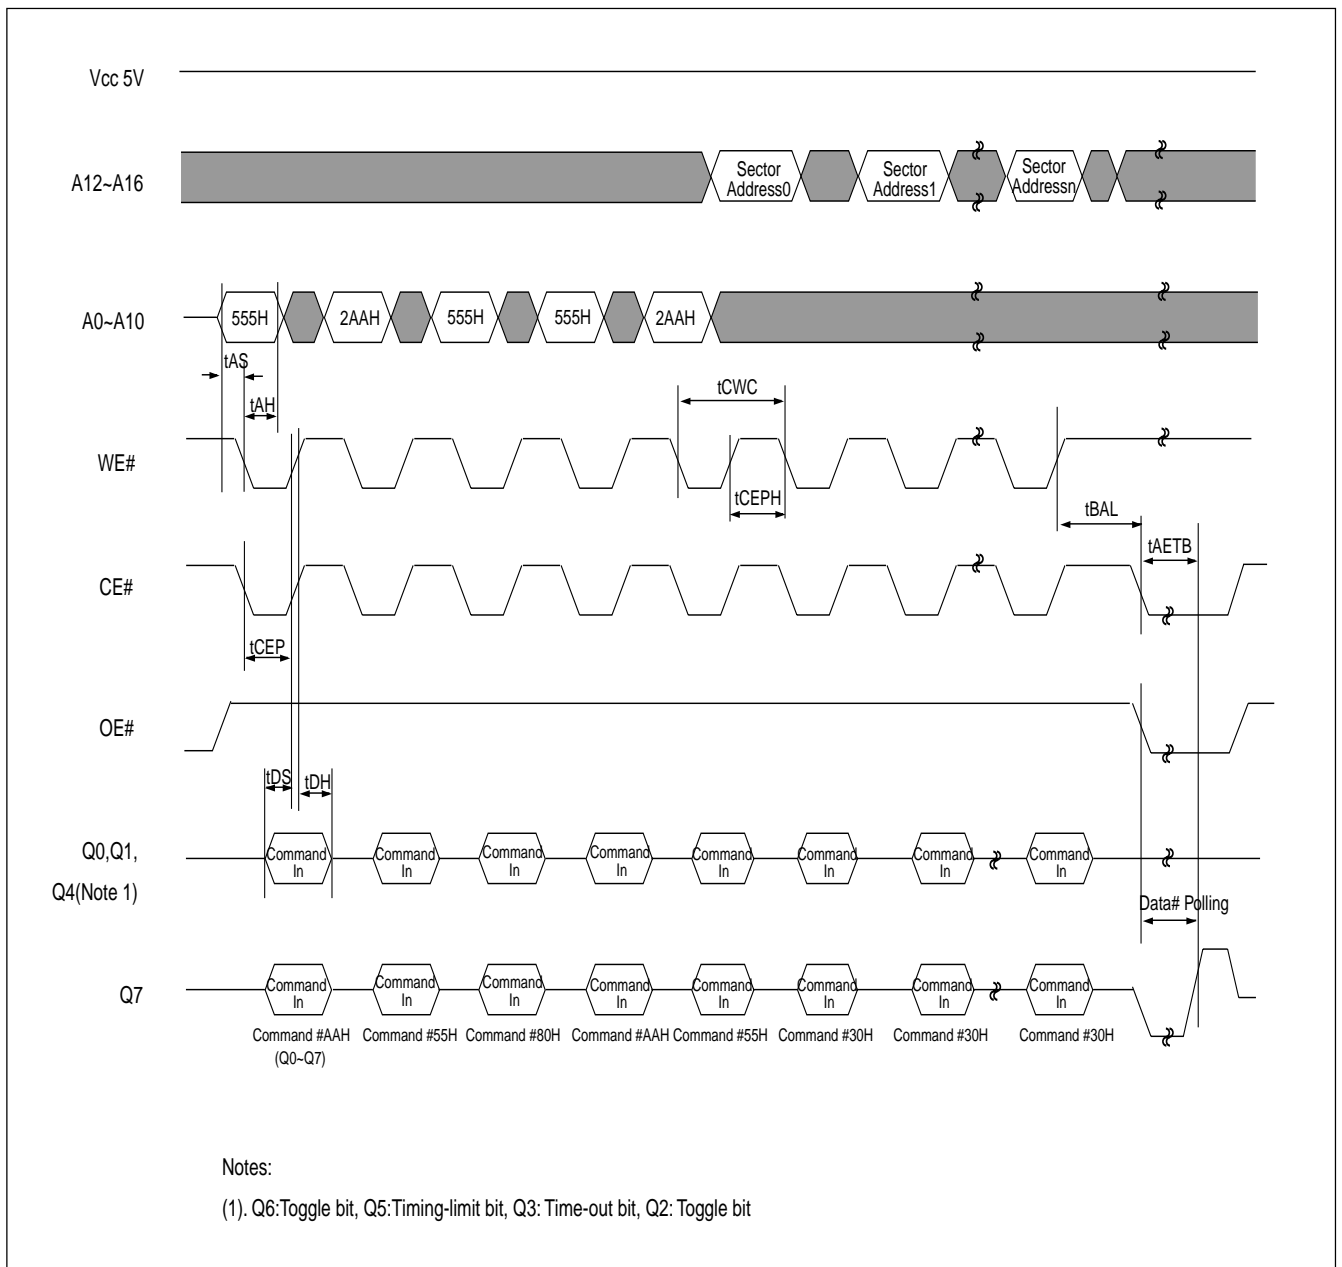 Vcc 5V
A12~A16
Sector
Address0
Sector
Address1
Sector
Addressn
A0~A10
555H
2AAH
555H
555H
2AAH
tAS
tAH
tCWC
WE#
tCEPH
tBAL
tAETB
CE#
tCEP
OE#
tDS
tDH
Q0,Q1,
Q4(Note 1)
Command
In
Command
In
Command
In
Command
In
Command
In
Command
In
Command
In
Command
In
Data# Polling
Q7
Command
In
Command
In
Command
In
Command
In
Command
In
Command
In
Command
In
Command
In
Command #AAH
(Q0~Q7)
Command #55H
Command #80H
Command #AAH
Command #55H
Command #30H
Command #30H
Command #30H
Notes:
(1). Q6:Toggle bit, Q5:Timing-limit bit, Q3: Time-out bit, Q2: Toggle bit